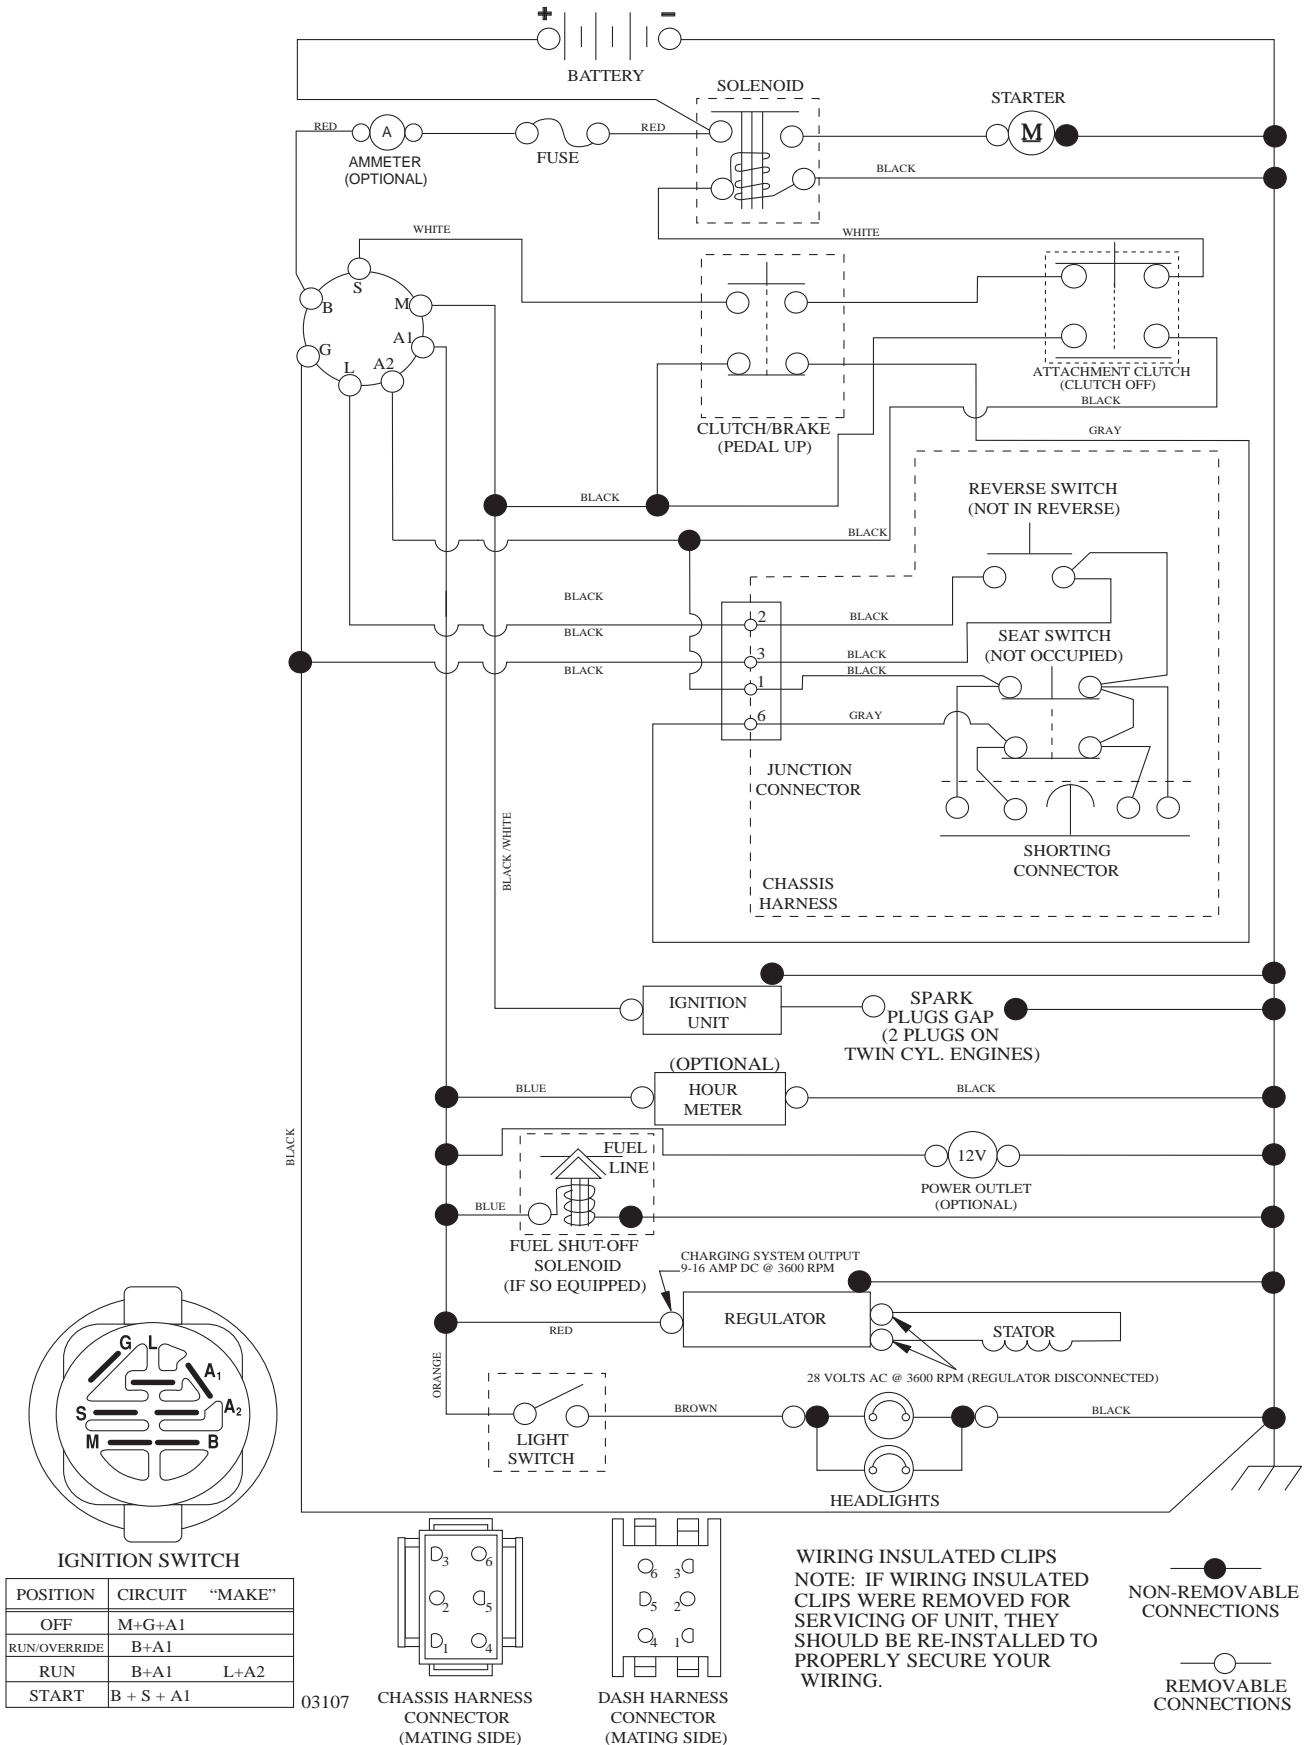 + −
BATTERY
SOLENOID
STARTER
RED
A
AMMETER
(OPTIONAL)
FUSE
RED
M
BLACK
WHITE
WHITE
S
B
M
A1
G
L
A2
ATTACHMENT CLUTCH
(CLUTCH OFF)
BLACK
CLUTCH/BRAKE
(PEDAL UP)
GRAY
BLACK
BLACK
REVERSE SWITCH
(NOT IN REVERSE)
BLACK
2
BLACK
BLACK
SEAT SWITCH
(NOT OCCUPIED)
3
BLACK
BLACK
1
BLACK
6
GRAY
JUNCTION
CONNECTOR
SHORTING
CONNECTOR
CHASSIS
HARNESS
BLACK /WHITE
IGNITION
UNIT
SPARK
PLUGS GAP
(2 PLUGS ON
TWIN CYL. ENGINES)
(OPTIONAL)
HOUR
METER
BLUE
BLACK
BLACK
FUEL
LINE
12V
POWER OUTLET
(OPTIONAL)
BLUE
FUEL SHUT-OFF
SOLENOID
(IF SO EQUIPPED)
CHARGING SYSTEM OUTPUT
9-16 AMP DC @ 3600 RPM
REGULATOR
RED
STATOR
28 VOLTS AC @ 3600 RPM (REGULATOR DISCONNECTED)
ORANGE
LIGHT
SWITCH
BROWN
BLACK
HEADLIGHTS
G L
A1
A2
S
M
B
IGNITION SWITCH
POSITION CIRCUIT “MAKE”
OFF M+G+A1
RUN/OVERRIDE B+A1
RUN B+A1 L+A2
START B + S + A1
03107
3 6
2 5
1 4
CHASSIS HARNESS
CONNECTOR
(MATING SIDE)
6 3
5 2
4 1
DASH HARNESS
CONNECTOR
(MATING SIDE)
WIRING INSULATED CLIPS
NOTE: IF WIRING INSULATED
CLIPS WERE REMOVED FOR
SERVICING OF UNIT, THEY
SHOULD BE RE-INSTALLED TO
PROPERLY SECURE YOUR
WIRING.
NON-REMOVABLE
CONNECTIONS
REMOVABLE
CONNECTIONS